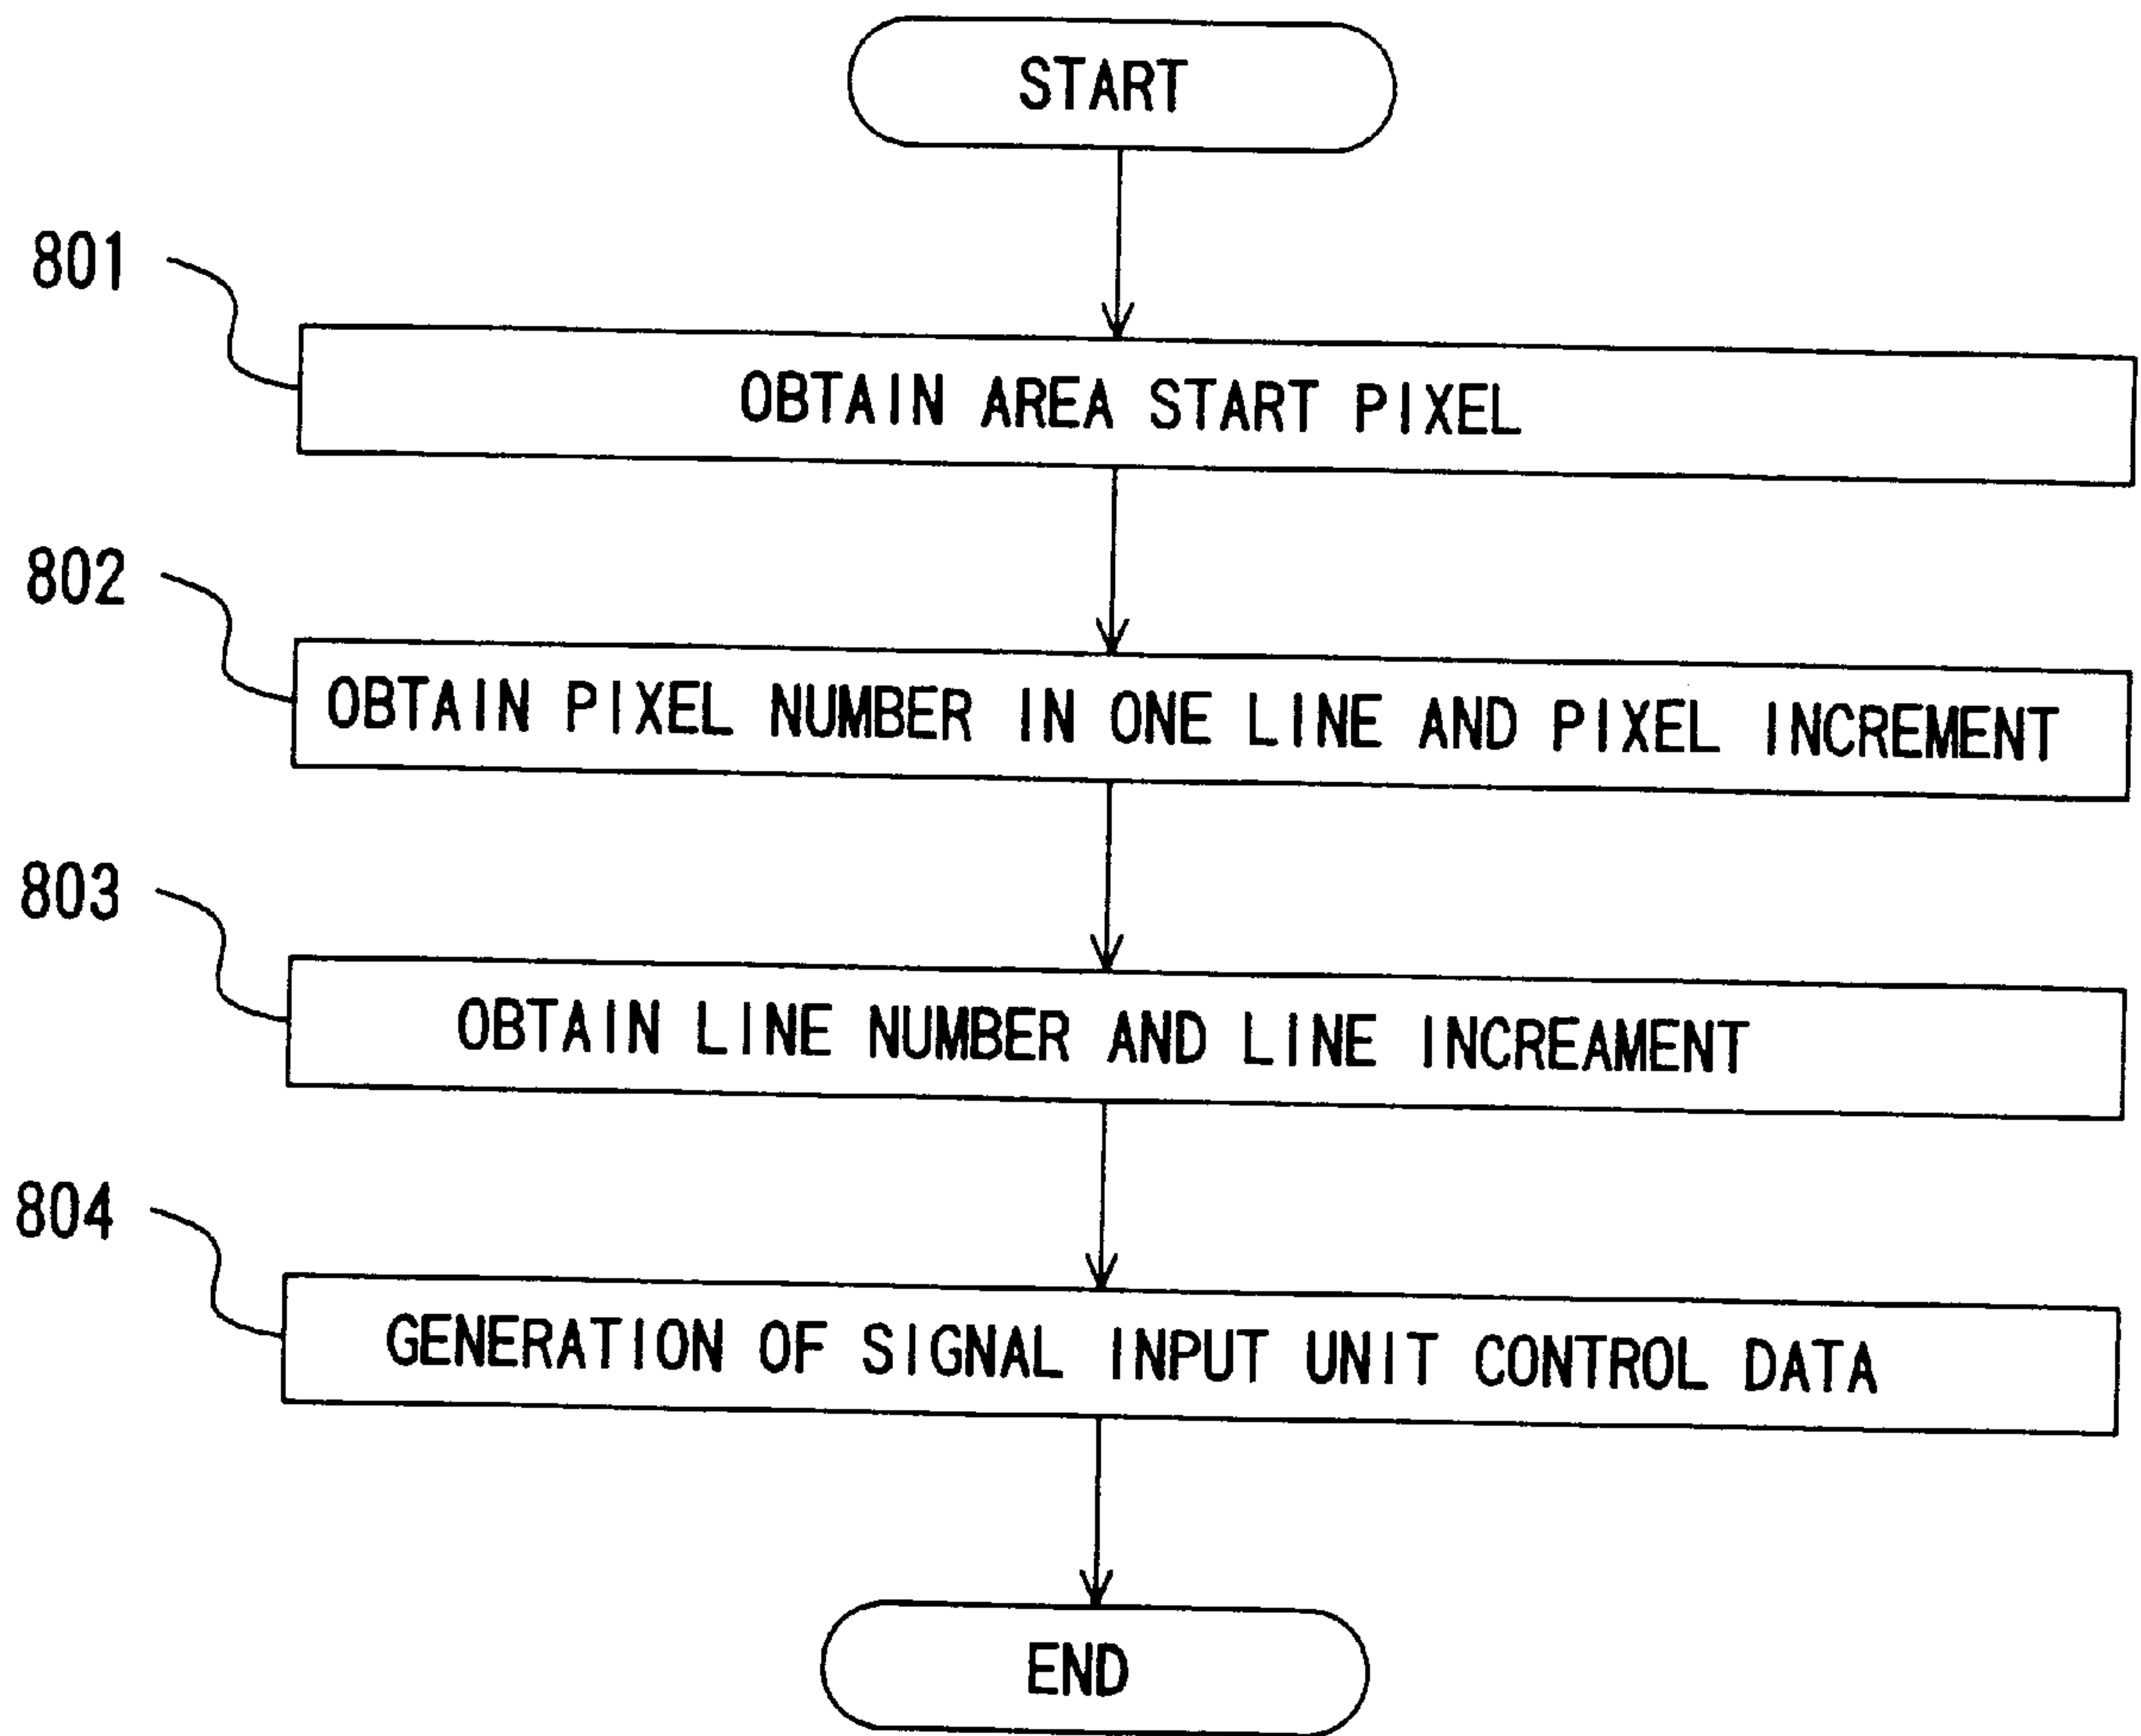 START
801
OBTAIN AREA START PIXEL
802
OBTAIN PIXEL NUMBER IN ONE LINE AND PIXEL INCREMENT
803
OBTAIN LINE NUMBER AND LINE INCREAMENT
804
GENERATION OF SIGNAL INPUT UNIT CONTROL DATA
END